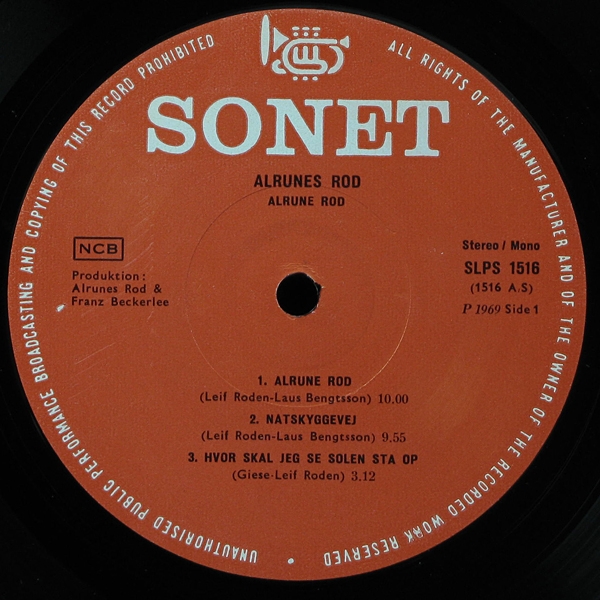 UNAUTHORISED PUBLIC PERFORMANCE BROADCASTING AND COPYING OF THIS RECORD PROHIBITED
ALL RIGHTS OF THE MANUFACTURER AND OF THE OWNER OF THE RECORDED WORK RESERVED
SONET
ALRUNES ROD
ALRUNE ROD
NCB
Stereo / Mono
Produktion:
Alrunes Rod &
Franz Beckerlee
SLPS 1516
(1516 A.S)
P 1969 Side 1
1. ALRUNE ROD
(Leif Roden-Laus Bengtsson) 10.00
2. NATSKYGGEVEJ
(Leif Roden-Laus Bengtsson) 9.55
3. HVOR SKAL JEG SE SOLEN STA OP
(Giese-Leif Roden) 3.12